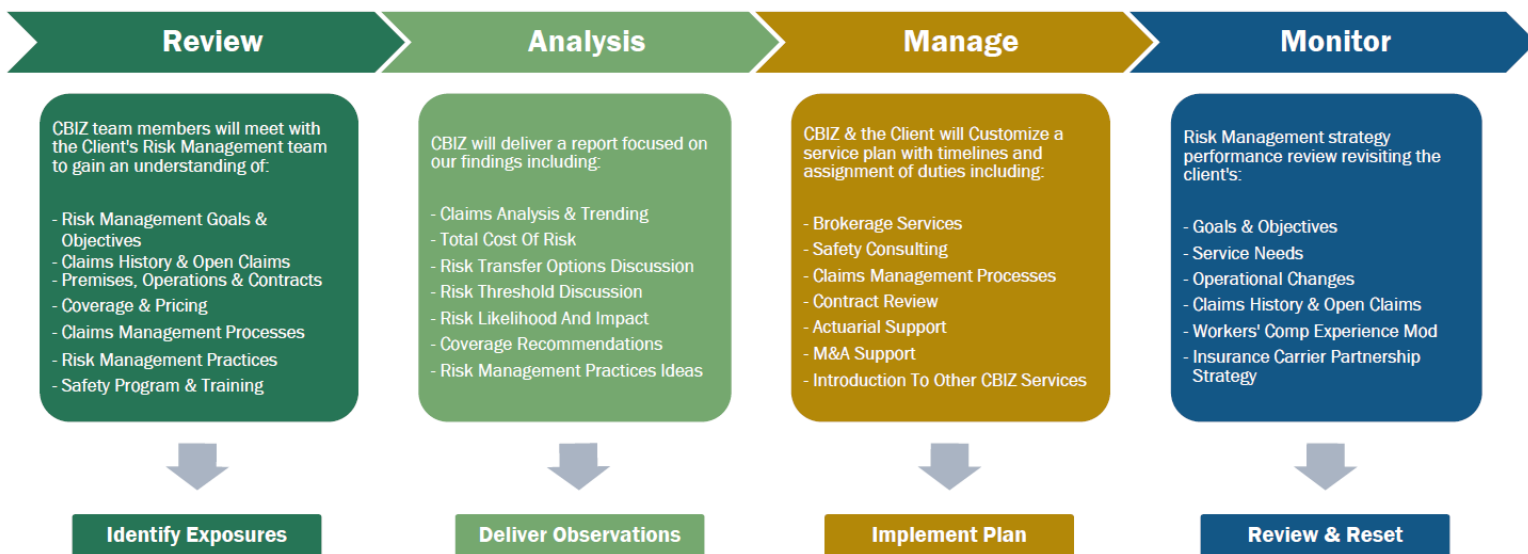 Review
Analysis
Manage
Monitor
CBIZ team members will meet with
the Client's Risk Management team
to gain an understanding of:
- Risk Management Goals &
Objectives
- Claims History & Open Claims
- Premises, Operations & Contracts
- Coverage & Pricing
- Claims Management Processes
- Risk Management Practices
- Safety Program & Training
CBIZ will deliver a report focused on
our findings including:
- Claims Analysis & Trending
- Total Cost Of Risk
- Risk Transfer Options Discussion
- Risk Threshold Discussion
- Risk Likelihood And Impact
- Coverage Recommendations
- Risk Management Practices Ideas
CBIZ & the Client will Customize a
service plan with timelines and
assignment of duties including:
- Brokerage Services
- Safety Consulting
- Claims Management Processes
- Contract Review
- Actuarial Support
- M&A Support
- Introduction To Other CBIZ Services
Risk Management strategy
performance review revisiting the
client's:
- Goals & Objectives
- Service Needs
- Operational Changes
- Claims History & Open Claims
- Workers' Comp Experience Mod
- Insurance Carrier Partnership
Strategy
Identify Exposures
Deliver Observations
Implement Plan
Review & Reset